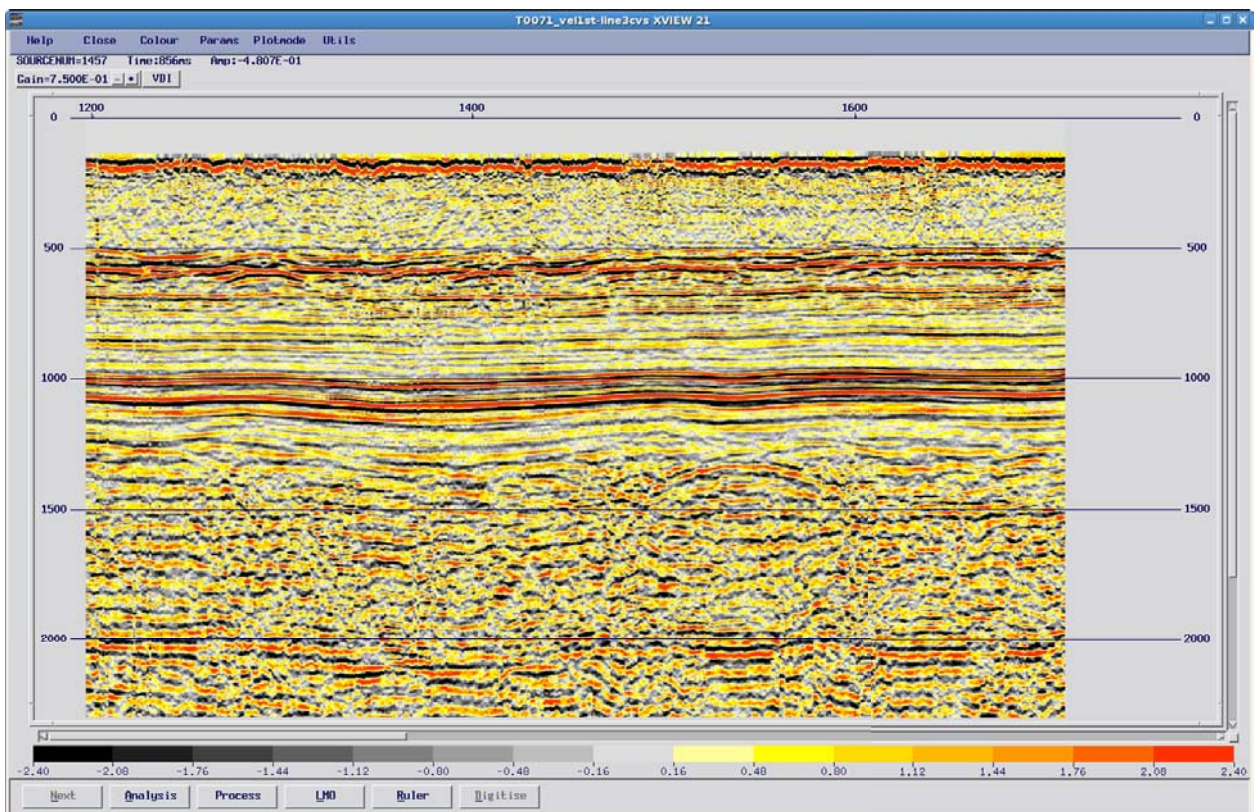 T0071_vel1st-line3cvs XVIEW 21
Help Close Colour Params Plotmode Utils
SOURCENUM=1457 Time:856ms Amp:-4.807E-01
Gain=7.500E-01 - + VDI
1200 1400 1600
0 0
500 500
1000 1000
1500 1500
2000 2000
-2.40 -2.08 -1.76 -1.44 -1.12 -0.80 -0.48 -0.16 0.16 0.48 0.80 1.12 1.44 1.76 2.08 2.40
Next Analysis Process LMO Ruler Digitise